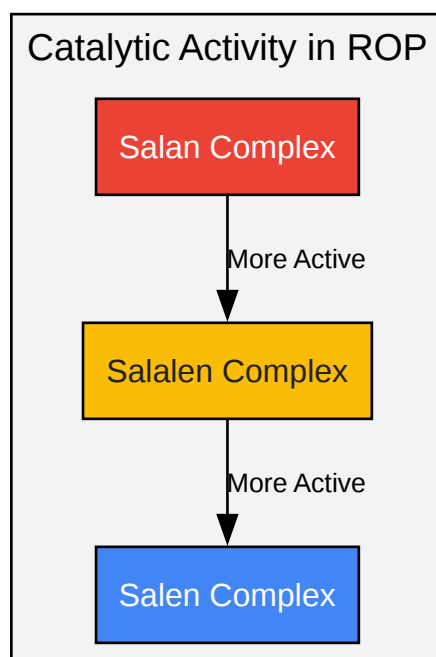 Catalytic Activity in ROP
Salan Complex
More Active
Salalen Complex
More Active
Salen Complex